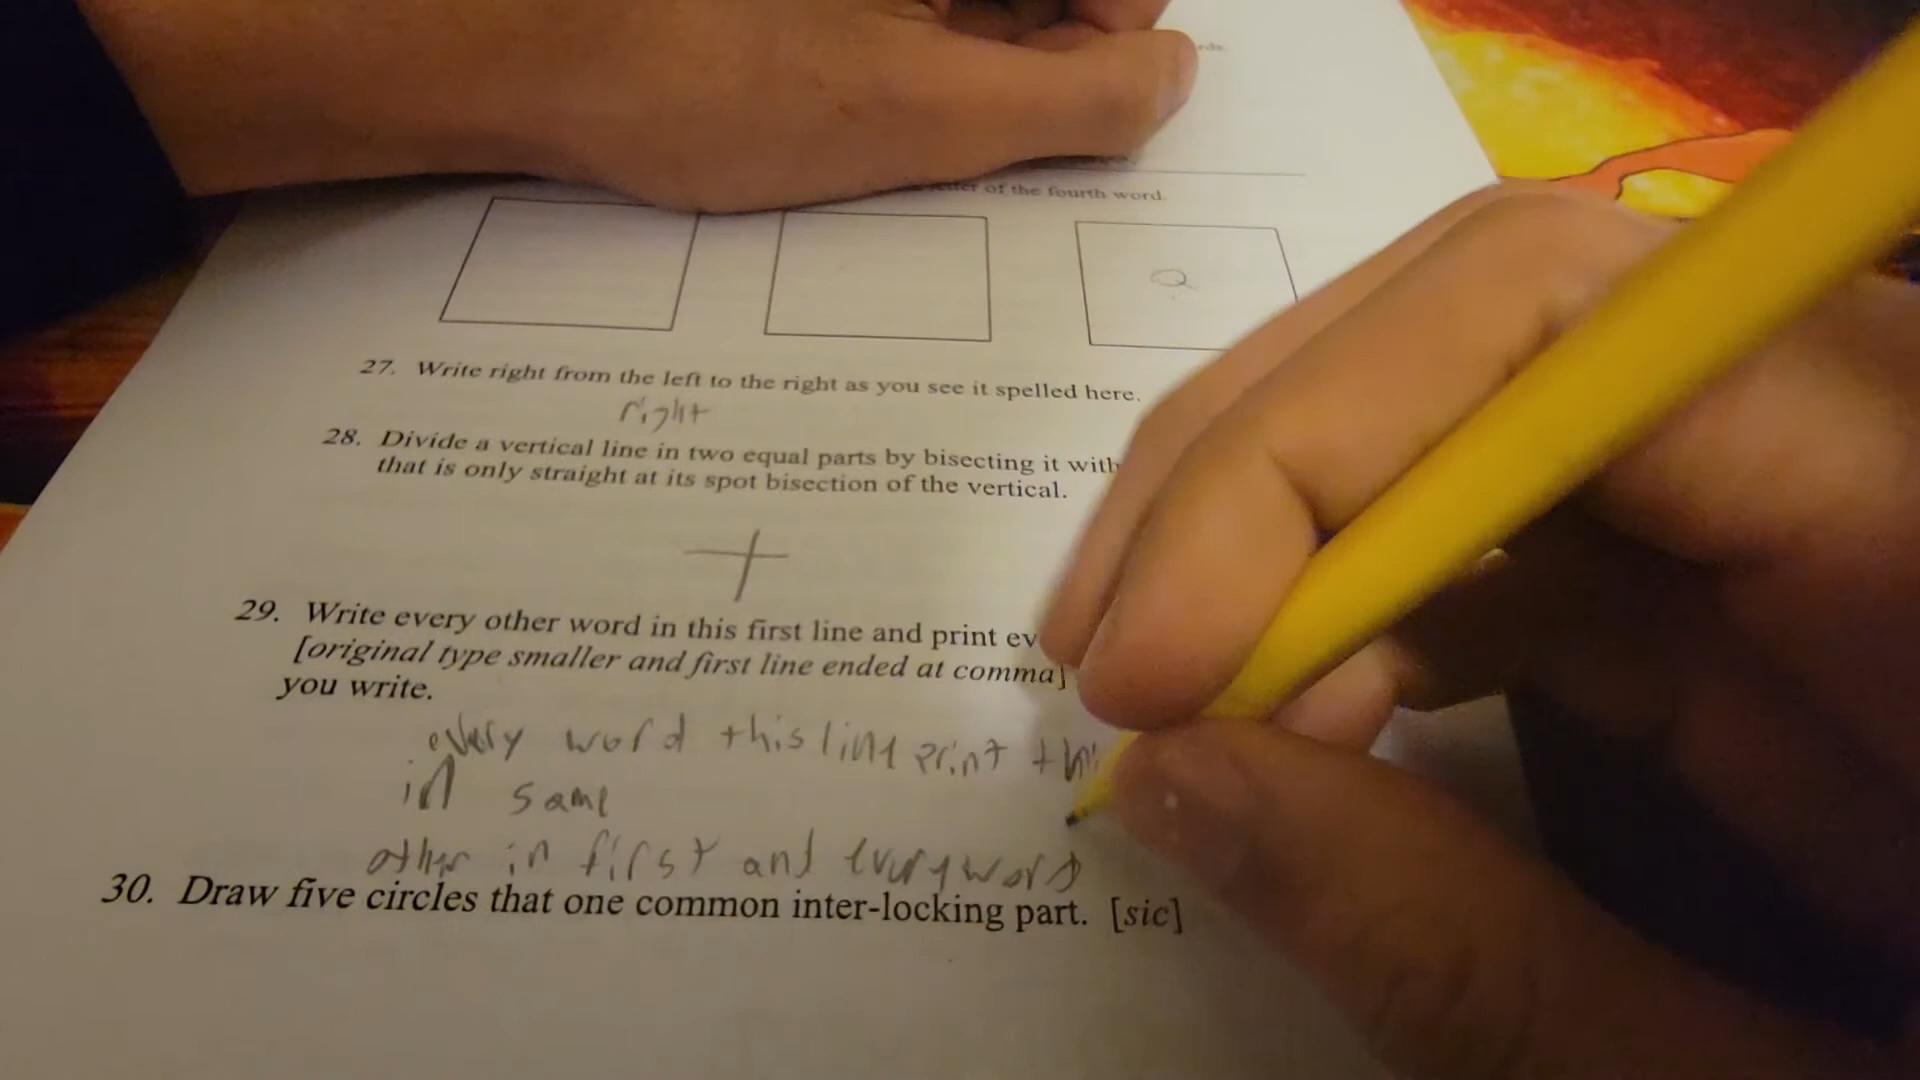 of the fourth word.
Q
27. Write right from the left to the right as you see it spelled here.
right
28. Divide a vertical line in two equal parts by bisecting it with
that is only straight at its spot bisection of the vertical.
29. Write every other word in this first line and print ev
[original type smaller and first line ended at comma]
you write.
every word this line print thi
in same
other in first and every word
30. Draw five circles that one common inter-locking part. [sic]